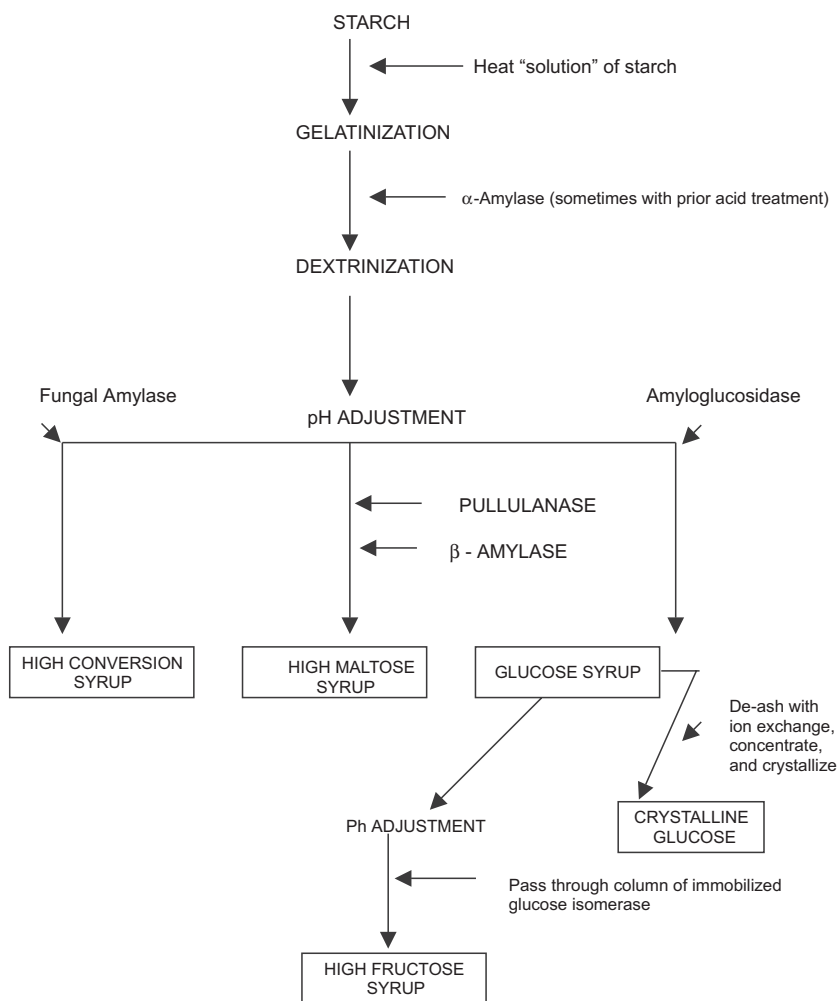 STARCH
Heat “solution” of starch
GELATINIZATION
α-Amylase (sometimes with prior acid treatment)
DEXTRINIZATION
Fungal Amylase
Amyloglucosidase
pH ADJUSTMENT
PULLULANASE
β - AMYLASE
HIGH CONVERSION
SYRUP
HIGH MALTOSE
SYRUP
GLUCOSE SYRUP
De-ash with
ion exchange,
concentrate,
and crystallize
Ph ADJUSTMENT
CRYSTALLINE
GLUCOSE
Pass through column of immobilized
glucose isomerase
HIGH FRUCTOSE
SYRUP